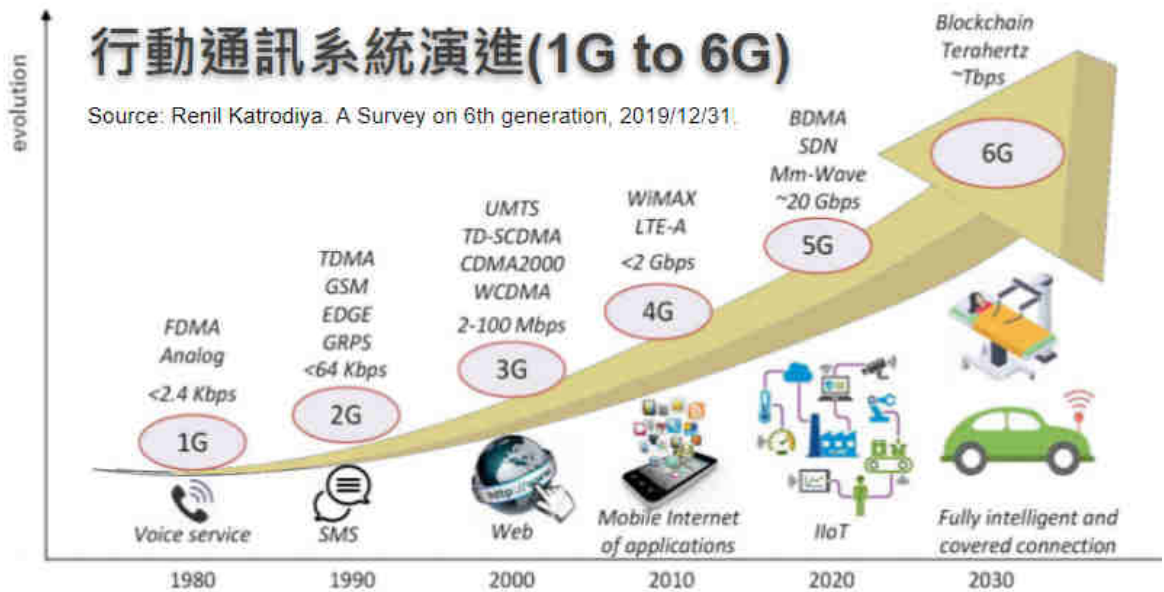 行動通訊系統演進(1G to 6G)
Source: Renil Katrodiya. A Survey on 6th generation, 2019/12/31.
evolution
FDMA
Analog
<2.4 Kbps
1G
Voice service
1980
TDMA
GSM
EDGE
GRPS
<64 Kbps
2G
SMS
1990
UMTS
TD-SCDMA
CDMA2000
WCDMA
2-100 Mbps
3G
http://
Web
2000
WiMAX
LTE-A
<2 Gbps
4G
Mobile Internet
of applications
2010
BDMA
SDN
Mm-Wave
~20 Gbps
5G
IIoT
2020
Blockchain
Terahertz
~Tbps
6G
Fully intelligent and
covered connection
2030